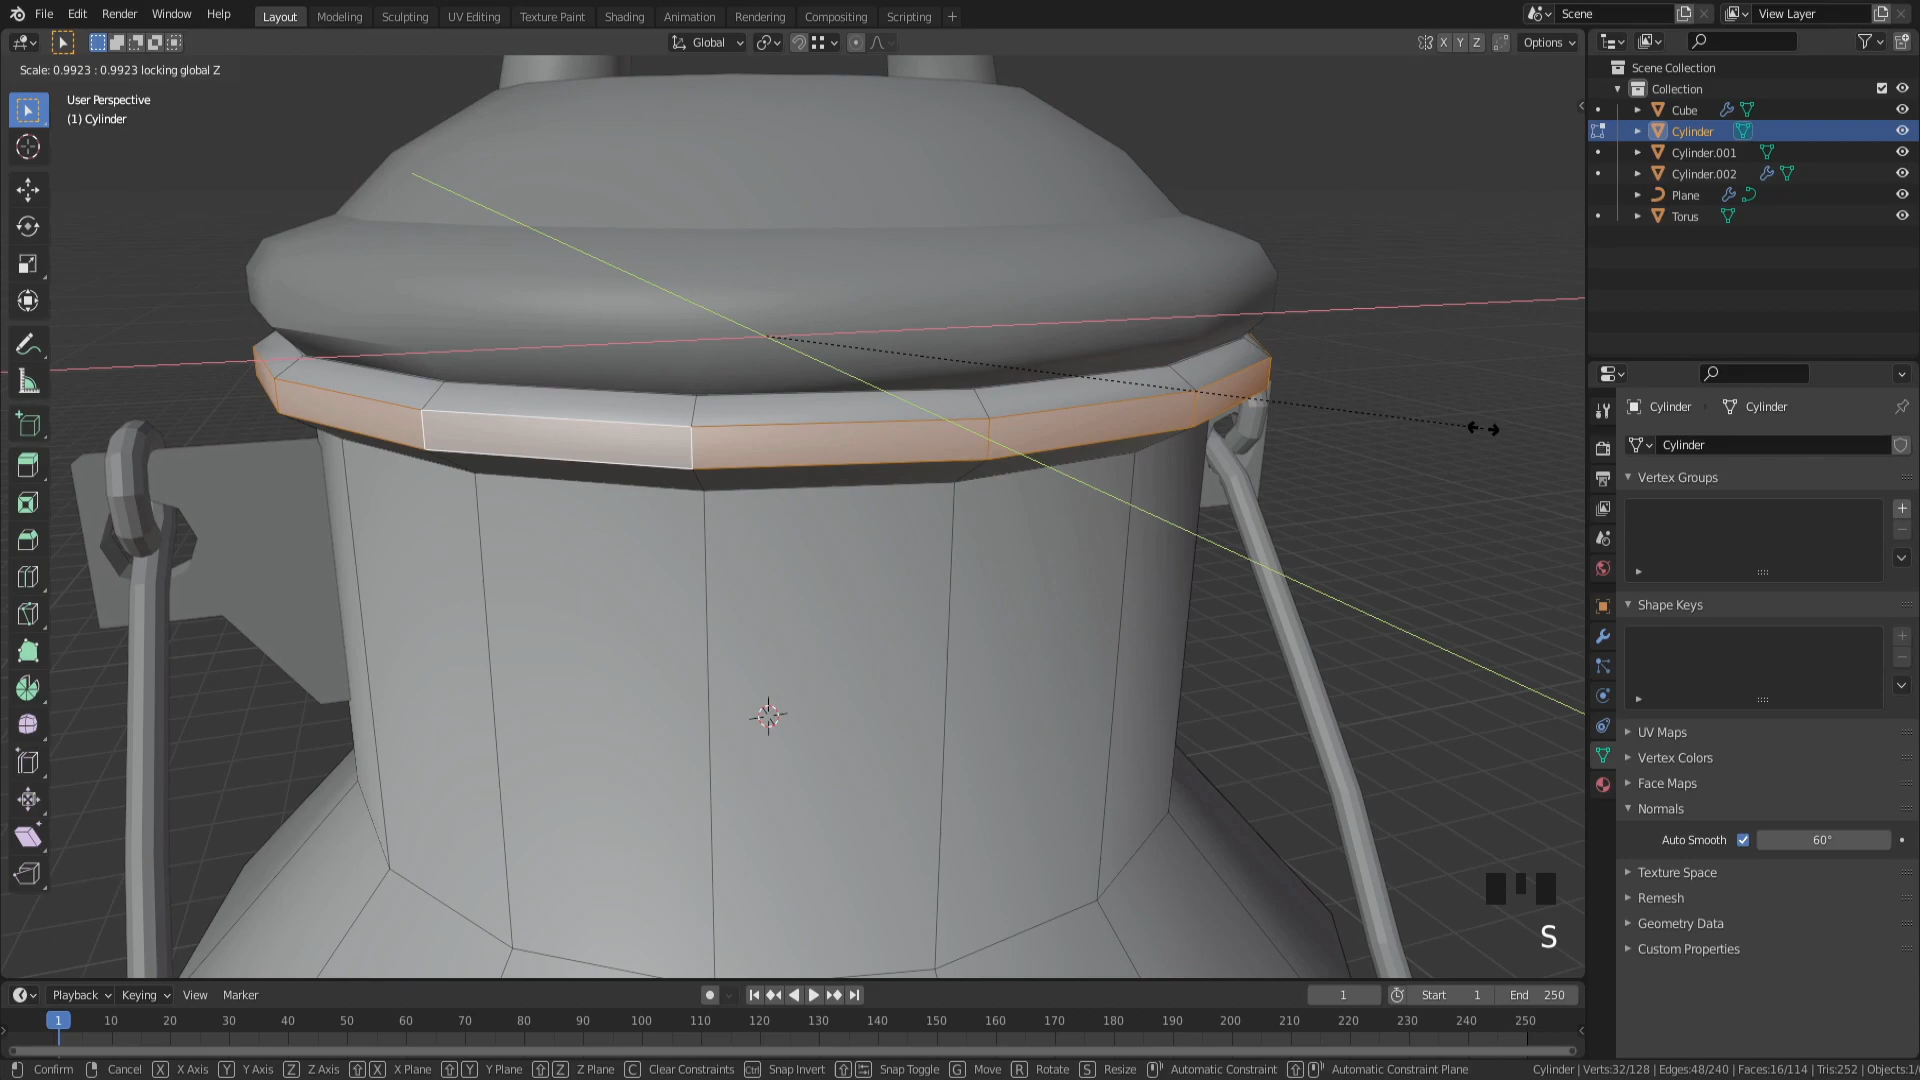 File Edit Render Window Help Layout Modeling Sculpting UV Editing Texture Paint Shading Animation Rendering Compositing Scripting + Scene View Layer
Global X Y Z Options
Scale: 0.9923 : 0.9923 locking global Z
User Perspective
(1) Cylinder
Scene Collection
Collection
Cube
Cylinder
Cylinder.001
Cylinder.002
Plane
Torus
Cylinder Cylinder
Cylinder
Vertex Groups
Shape Keys
UV Maps
Vertex Colors
Face Maps
Normals
Auto Smooth 60°
Texture Space
Remesh
Geometry Data
Custom Properties
S
Playback Keying View Marker 1 Start 1 End 250
1 10 20 30 40 50 60 70 80 90 100 110 120 130 140 150 160 170 180 190 200 210 220 230 240 250
Confirm Cancel X X Axis Y Y Axis Z Z Axis X X Plane Y Y Plane Z Z Plane C Clear Constraints Ctrl Snap Invert Snap Toggle G Move R Rotate S Resize Automatic Constraint Automatic Constraint Plane Cylinder | Verts:32/128 | Edges:48/240 | Faces:16/114 | Tris:252 | Objects:1/